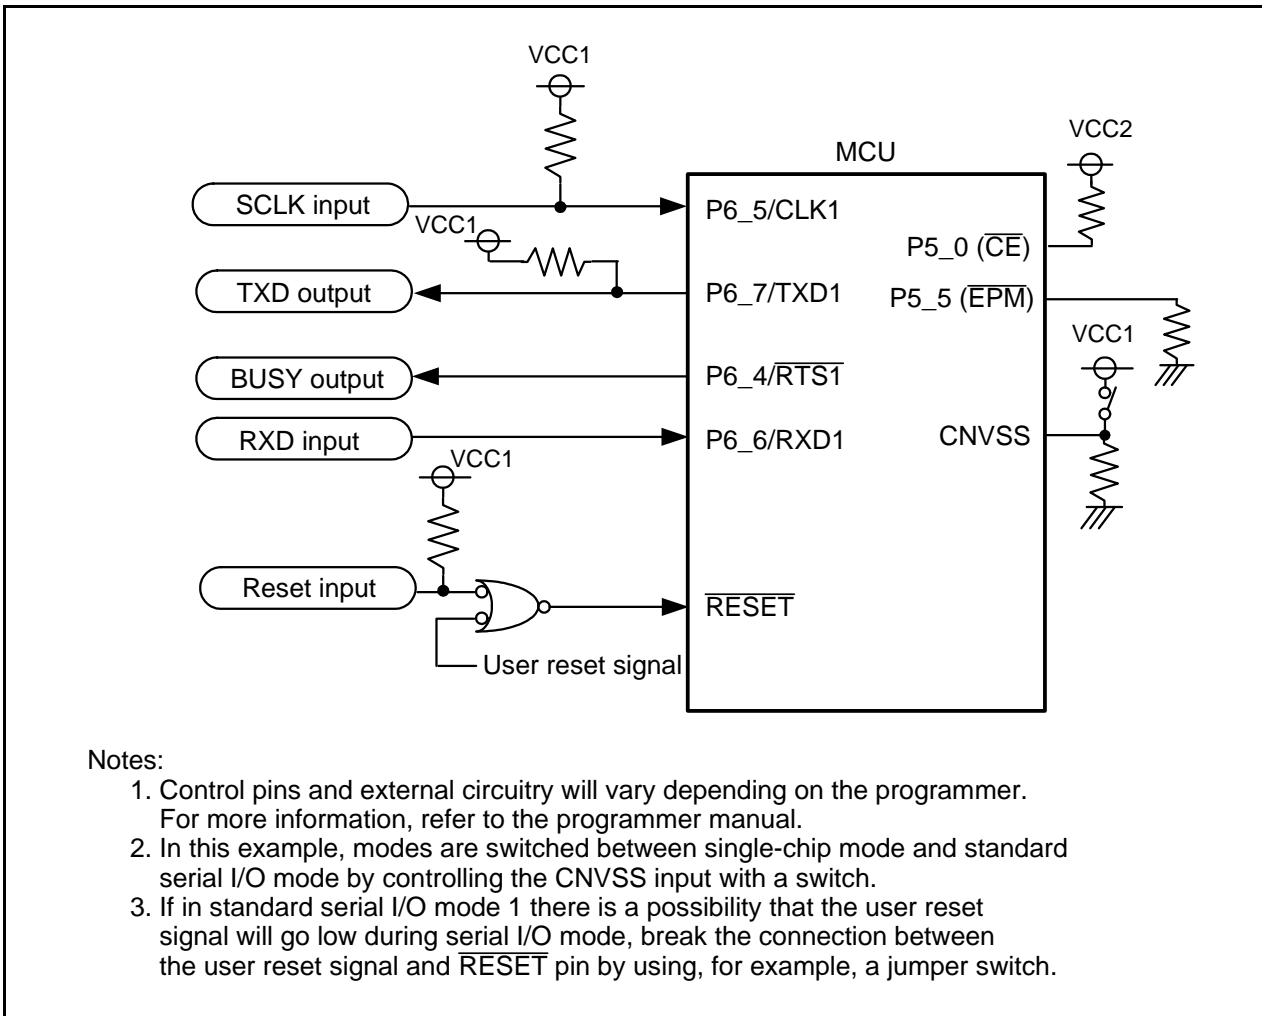 VCC1
VCC2
MCU
SCLK input
P6_5/CLK1
VCC1
P5_0 (CE)
TXD output
P6_7/TXD1
P5_5 (EPM)
VCC1
BUSY output
P6_4/RTS1
RXD input
P6_6/RXD1
CNVSS
VCC1
Reset input
RESET
User reset signal
Notes:
1. Control pins and external circuitry will vary depending on the programmer.
For more information, refer to the programmer manual.
2. In this example, modes are switched between single-chip mode and standard
serial I/O mode by controlling the CNVSS input with a switch.
3. If in standard serial I/O mode 1 there is a possibility that the user reset
signal will go low during serial I/O mode, break the connection between
the user reset signal and RESET pin by using, for example, a jumper switch.